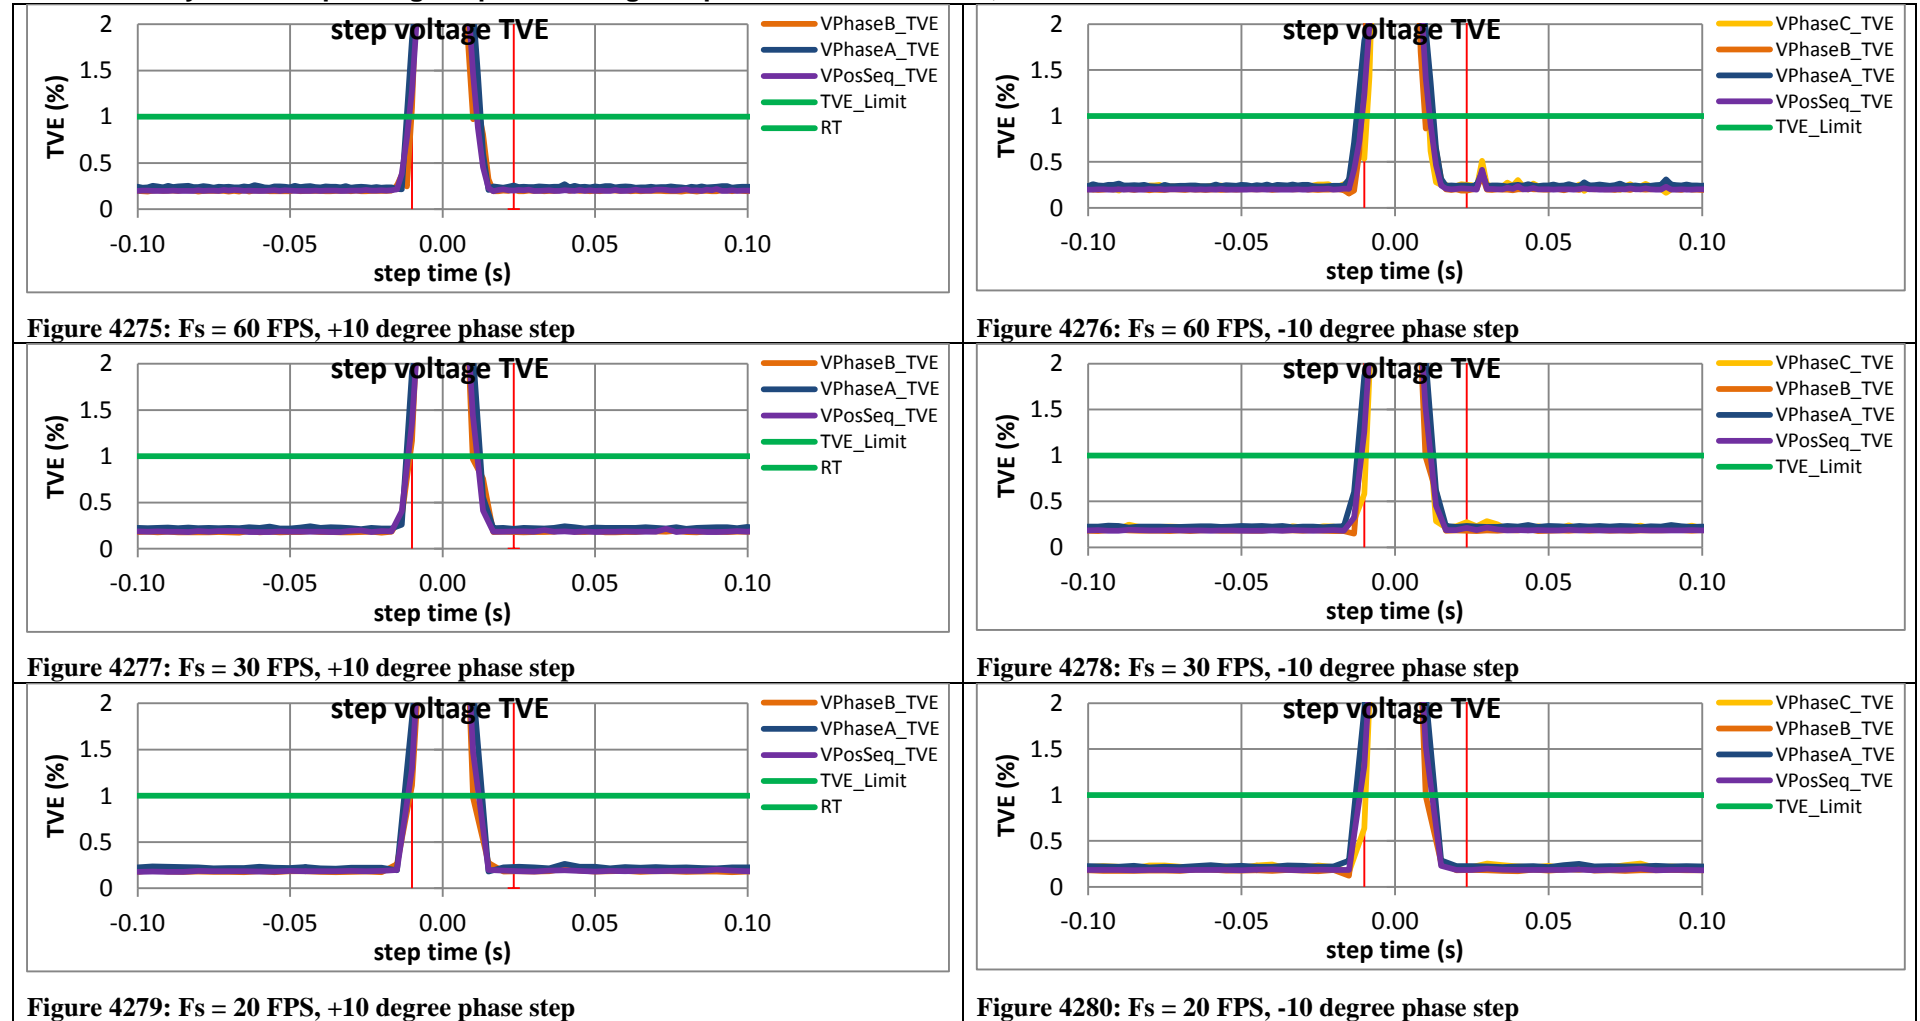 step voltage TVE
TVE (%)
2
1.5
1
0.5
0
-0.10 -0.05 0.00 0.05 0.10
step time (s)
VPhaseB_TVE
VPhaseA_TVE
VPosSeq_TVE
TVE_Limit
RT
Figure 4275: Fs = 60 FPS, +10 degree phase step
step voltage TVE
TVE (%)
2
1.5
1
0.5
0
-0.10 -0.05 0.00 0.05 0.10
step time (s)
VPhaseC_TVE
VPhaseB_TVE
VPhaseA_TVE
VPosSeq_TVE
TVE_Limit
Figure 4276: Fs = 60 FPS, -10 degree phase step
step voltage TVE
TVE (%)
2
1.5
1
0.5
0
-0.10 -0.05 0.00 0.05 0.10
step time (s)
VPhaseB_TVE
VPhaseA_TVE
VPosSeq_TVE
TVE_Limit
RT
Figure 4277: Fs = 30 FPS, +10 degree phase step
step voltage TVE
TVE (%)
2
1.5
1
0.5
0
-0.10 -0.05 0.00 0.05 0.10
step time (s)
VPhaseC_TVE
VPhaseB_TVE
VPhaseA_TVE
VPosSeq_TVE
TVE_Limit
Figure 4278: Fs = 30 FPS, -10 degree phase step
step voltage TVE
TVE (%)
2
1.5
1
0.5
0
-0.10 -0.05 0.00 0.05 0.10
step time (s)
VPhaseB_TVE
VPhaseA_TVE
VPosSeq_TVE
TVE_Limit
RT
Figure 4279: Fs = 20 FPS, +10 degree phase step
step voltage TVE
TVE (%)
2
1.5
1
0.5
0
-0.10 -0.05 0.00 0.05 0.10
step time (s)
VPhaseC_TVE
VPhaseB_TVE
VPhaseA_TVE
VPosSeq_TVE
TVE_Limit
Figure 4280: Fs = 20 FPS, -10 degree phase step